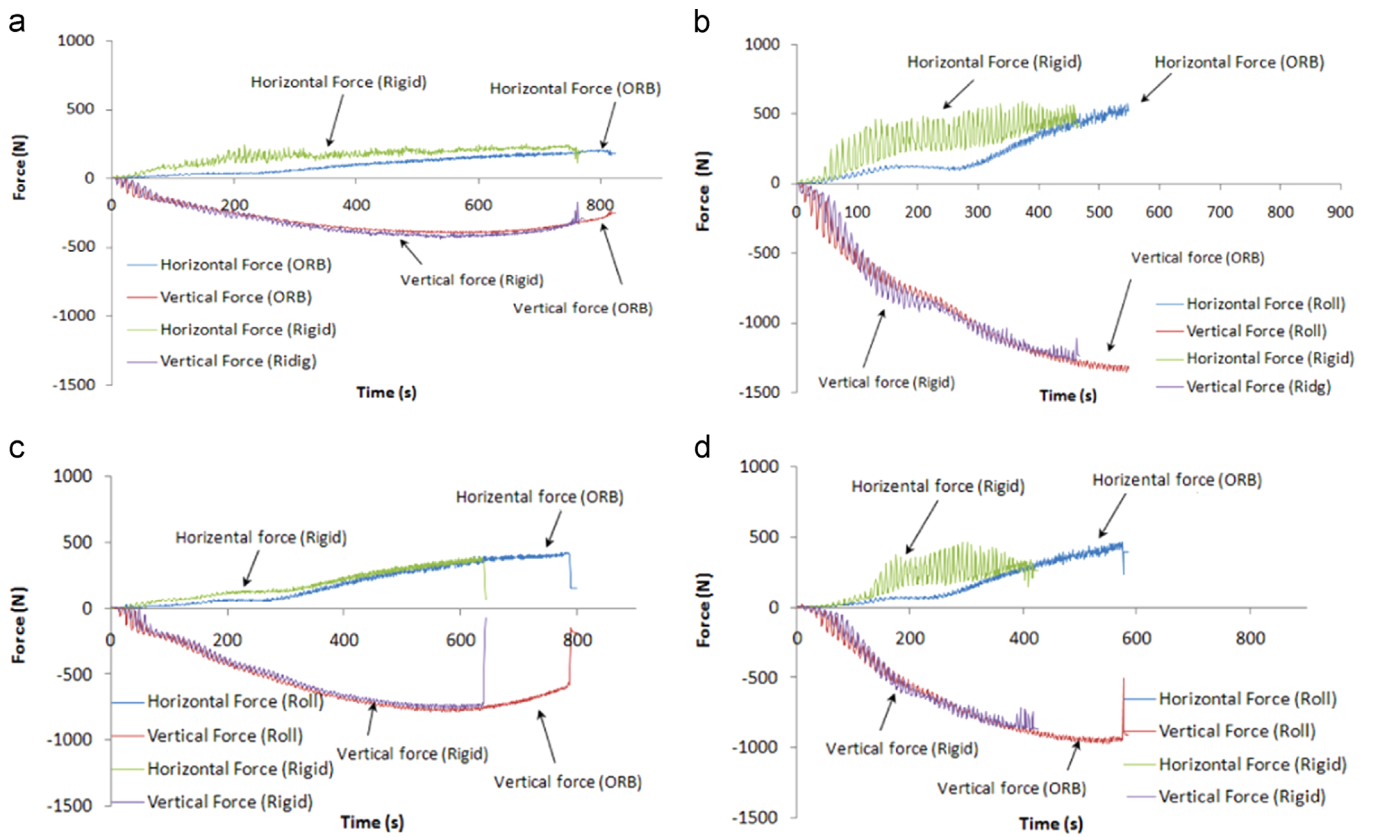 a
1000
500
0
-500
-1000
-1500
Force (N)
0
200
400
600
800
Time (s)
Horizontal Force (Rigid)
Horizontal Force (ORB)
Vertical force (Rigid)
Vertical force (ORB)
Horizontal Force (ORB)
Vertical Force (ORB)
Horizontal Force (Rigid)
Vertical Force (Ridig)
b
1000
500
0
-500
-1000
-1500
Force (N)
0
100
200
300
400
500
600
700
800
900
Time (s)
Horizontal Force (Rigid)
Horizontal Force (ORB)
Vertical force (ORB)
Vertical force (Rigid)
Horizontal Force (Roll)
Vertical Force (Roll)
Horizontal Force (Rigid)
Vertical Force (Ridg)
c
1000
500
0
-500
-1000
-1500
Force (N)
0
200
400
600
800
Time (s)
Horizental force (ORB)
Horizental force (Rigid)
Vertical force (Rigid)
Vertical force (ORB)
Horizontal Force (Roll)
Vertical Force (Roll)
Horizontal Force (Rigid)
Vertical Force (Rigid)
d
1000
500
0
-500
-1000
-1500
Force (N)
0
200
400
600
800
Time (s)
Horizental force (Rigid)
Horizental force (ORB)
Vertical force (Rigid)
Vertical force (ORB)
Horizontal Force (Roll)
Vertical Force (Roll)
Horizontal Force (Rigid)
Vertical Force (Rigid)